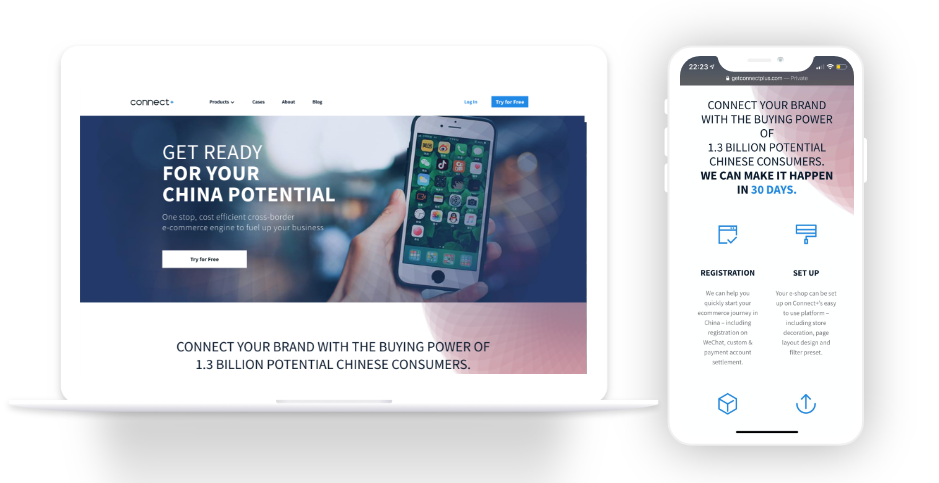 connect+
Products
Cases
About
Blog
Log In
Try for Free
GET READY
FOR YOUR
CHINA POTENTIAL
One stop, cost efficient cross-border
e-commerce engine to fuel up your business
Try for Free
CONNECT YOUR BRAND WITH THE BUYING POWER OF
1.3 BILLION POTENTIAL CHINESE CONSUMERS.
22:23
getconnectplus.com — Private
CONNECT YOUR BRAND
WITH THE BUYING POWER
OF
1.3 BILLION POTENTIAL
CHINESE CONSUMERS.
WE CAN MAKE IT HAPPEN
IN 30 DAYS.
REGISTRATION
We can help you
quickly start your
ecommerce journey in
China – including
registration on
WeChat, custom &
payment account
settlement.
SET UP
Your e-shop can be set
up on Connect+'s easy
to use platform –
including store
decoration, page
layout design and
filter preset.